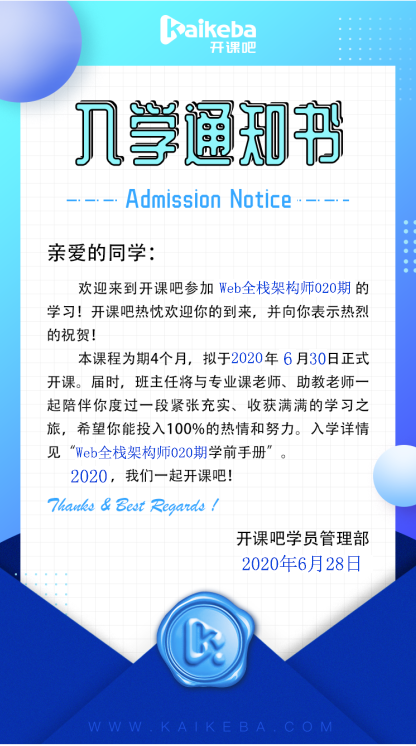 Kaikeba
开课吧
入学通知书
Admission Notice
亲爱的同学：
欢迎来到开课吧参加 Web全栈架构师020期 的
学习！开课吧热忱欢迎你的到来，并向你表示热烈
的祝贺！
本课程为期4个月，拟于2020年 6月30日正式
开课。届时，班主任将与专业课老师、助教老师一
起陪伴你度过一段紧张充实、收获满满的学习之
旅，希望你能投入100%的热情和努力。入学详情
见“Web全栈架构师020期学前手册”。
2020，我们一起开课吧！
Thanks & Best Regards !
开课吧学员管理部
2020年6月28日
WWW.KAIKEBA.COM